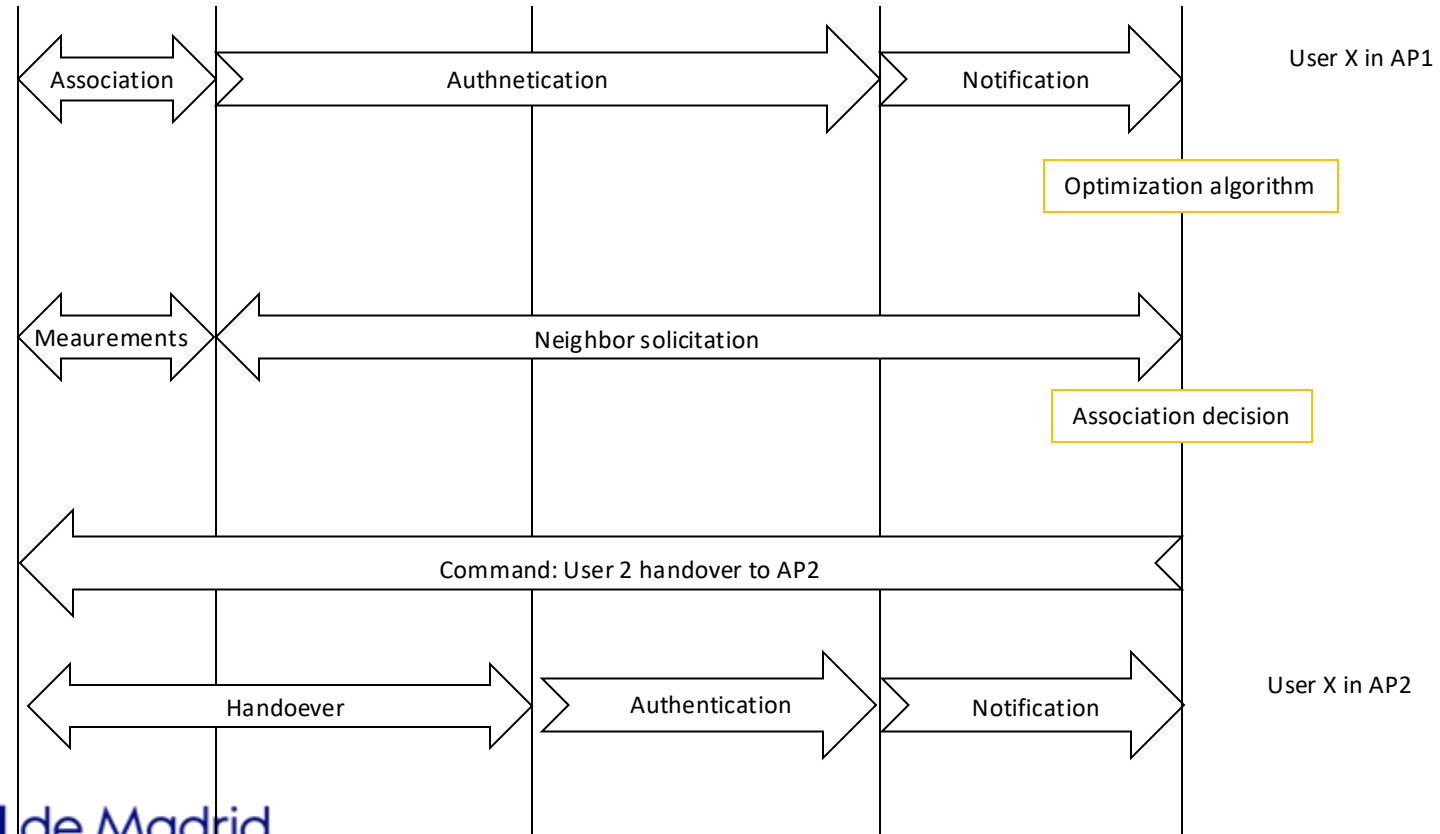 User X in AP1
Association
Authnetication
Notification
Optimization algorithm
Meaurements
Neighbor solicitation
Association decision
Command: User 2 handover to AP2
User X in AP2
Handoever
Authentication
Notification
de Madrid